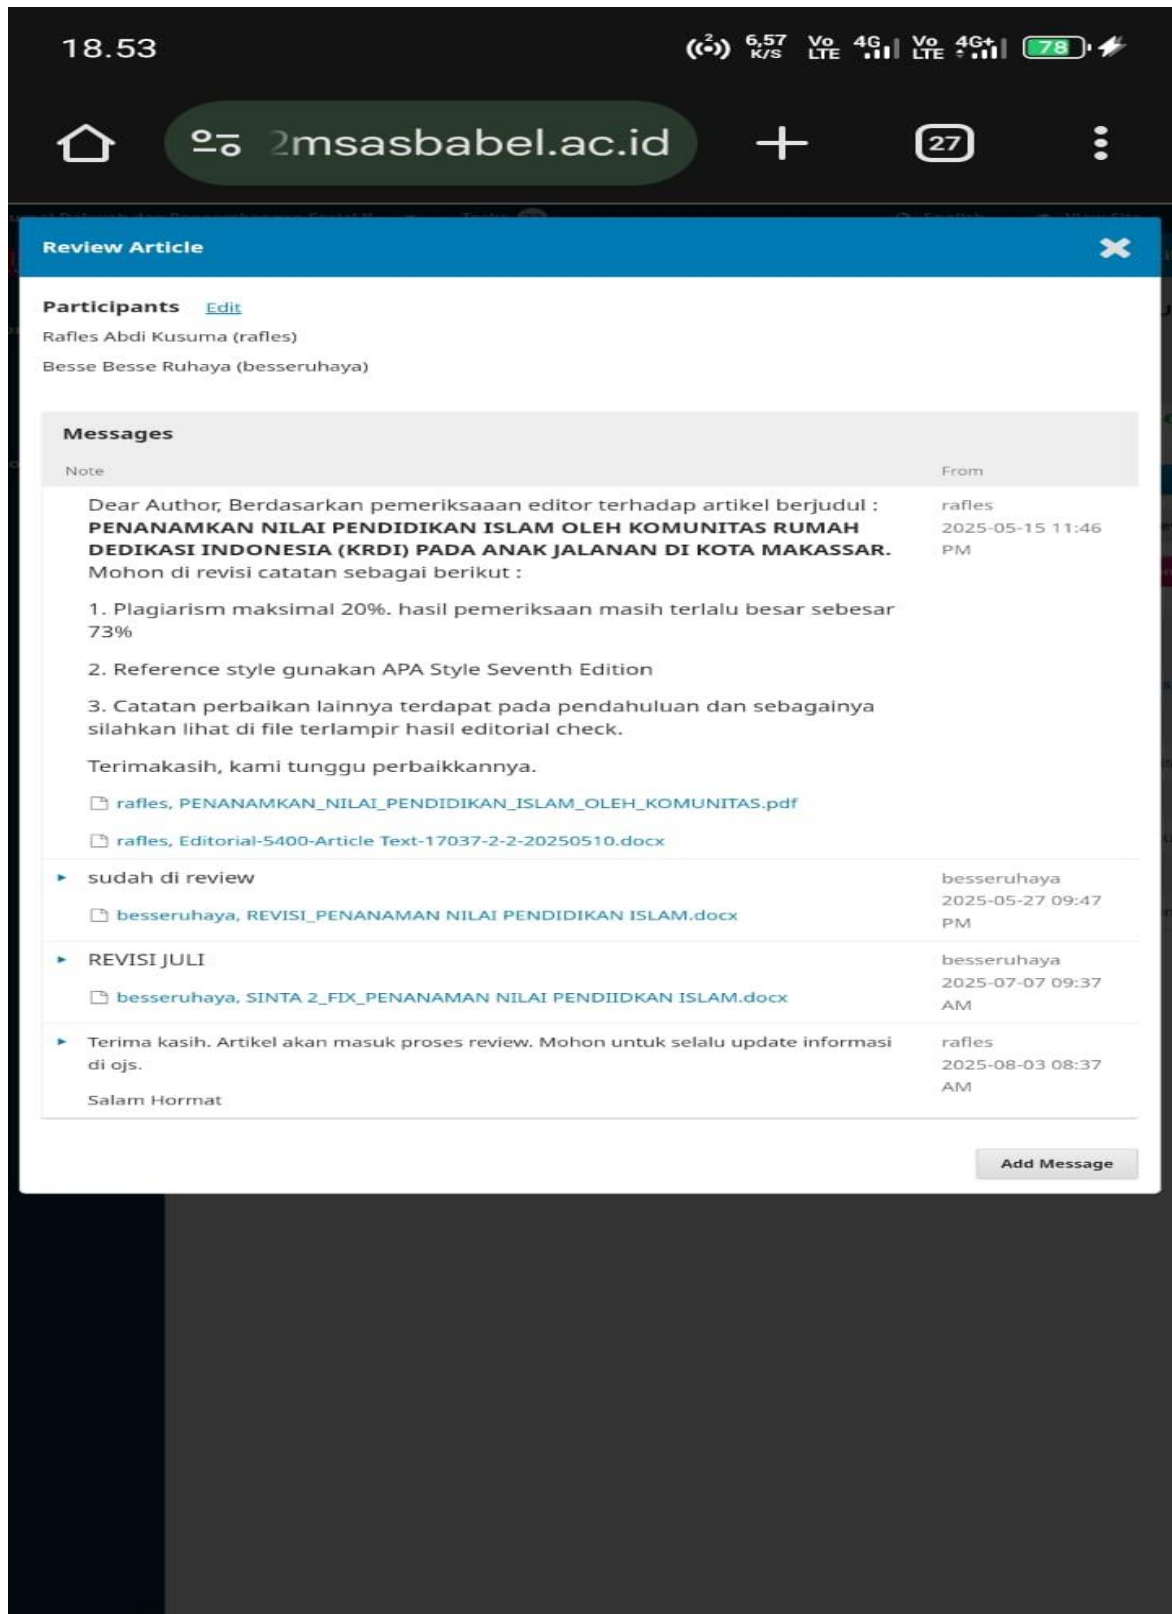 18.53
6,57 K/S Vo LTE 4G Vo LTE 4G+ 78
2msasbabel.ac.id
27
Review Article
Participants Edit
Rafles Abdi Kusuma (rafles)
Besse Besse Ruhaya (besseruhaya)
Messages
Note From
Dear Author, Berdasarkan pemeriksaaan editor terhadap artikel berjudul : rafles
PENANAMKAN NILAI PENDIDIKAN ISLAM OLEH KOMUNITAS RUMAH 2025-05-15 11:46
DEDIKASI INDONESIA (KRDI) PADA ANAK JALANAN DI KOTA MAKASSAR. PM
Mohon di revisi catatan sebagai berikut :
1. Plagiarism maksimal 20%. hasil pemeriksaan masih terlalu besar sebesar
73%
2. Reference style gunakan APA Style Seventh Edition
3. Catatan perbaikan lainnya terdapat pada pendahuluan dan sebagainya
silahkan lihat di file terlampir hasil editorial check.
Terimakasih, kami tunggu perbaikkannya.
rafles, PENANAMKAN_NILAI_PENDIDIKAN_ISLAM_OLEH_KOMUNITAS.pdf
rafles, Editorial-5400-Article Text-17037-2-2-20250510.docx
sudah di review besseruhaya
2025-05-27 09:47
besseruhaya, REVISI_PENANAMAN NILAI PENDIDIKAN ISLAM.docx PM
REVISI JULI besseruhaya
2025-07-07 09:37
besseruhaya, SINTA 2_FIX_PENANAMAN NILAI PENDIIDKAN ISLAM.docx AM
Terima kasih. Artikel akan masuk proses review. Mohon untuk selalu update informasi rafles
di ojs. 2025-08-03 08:37
AM
Salam Hormat
Add Message